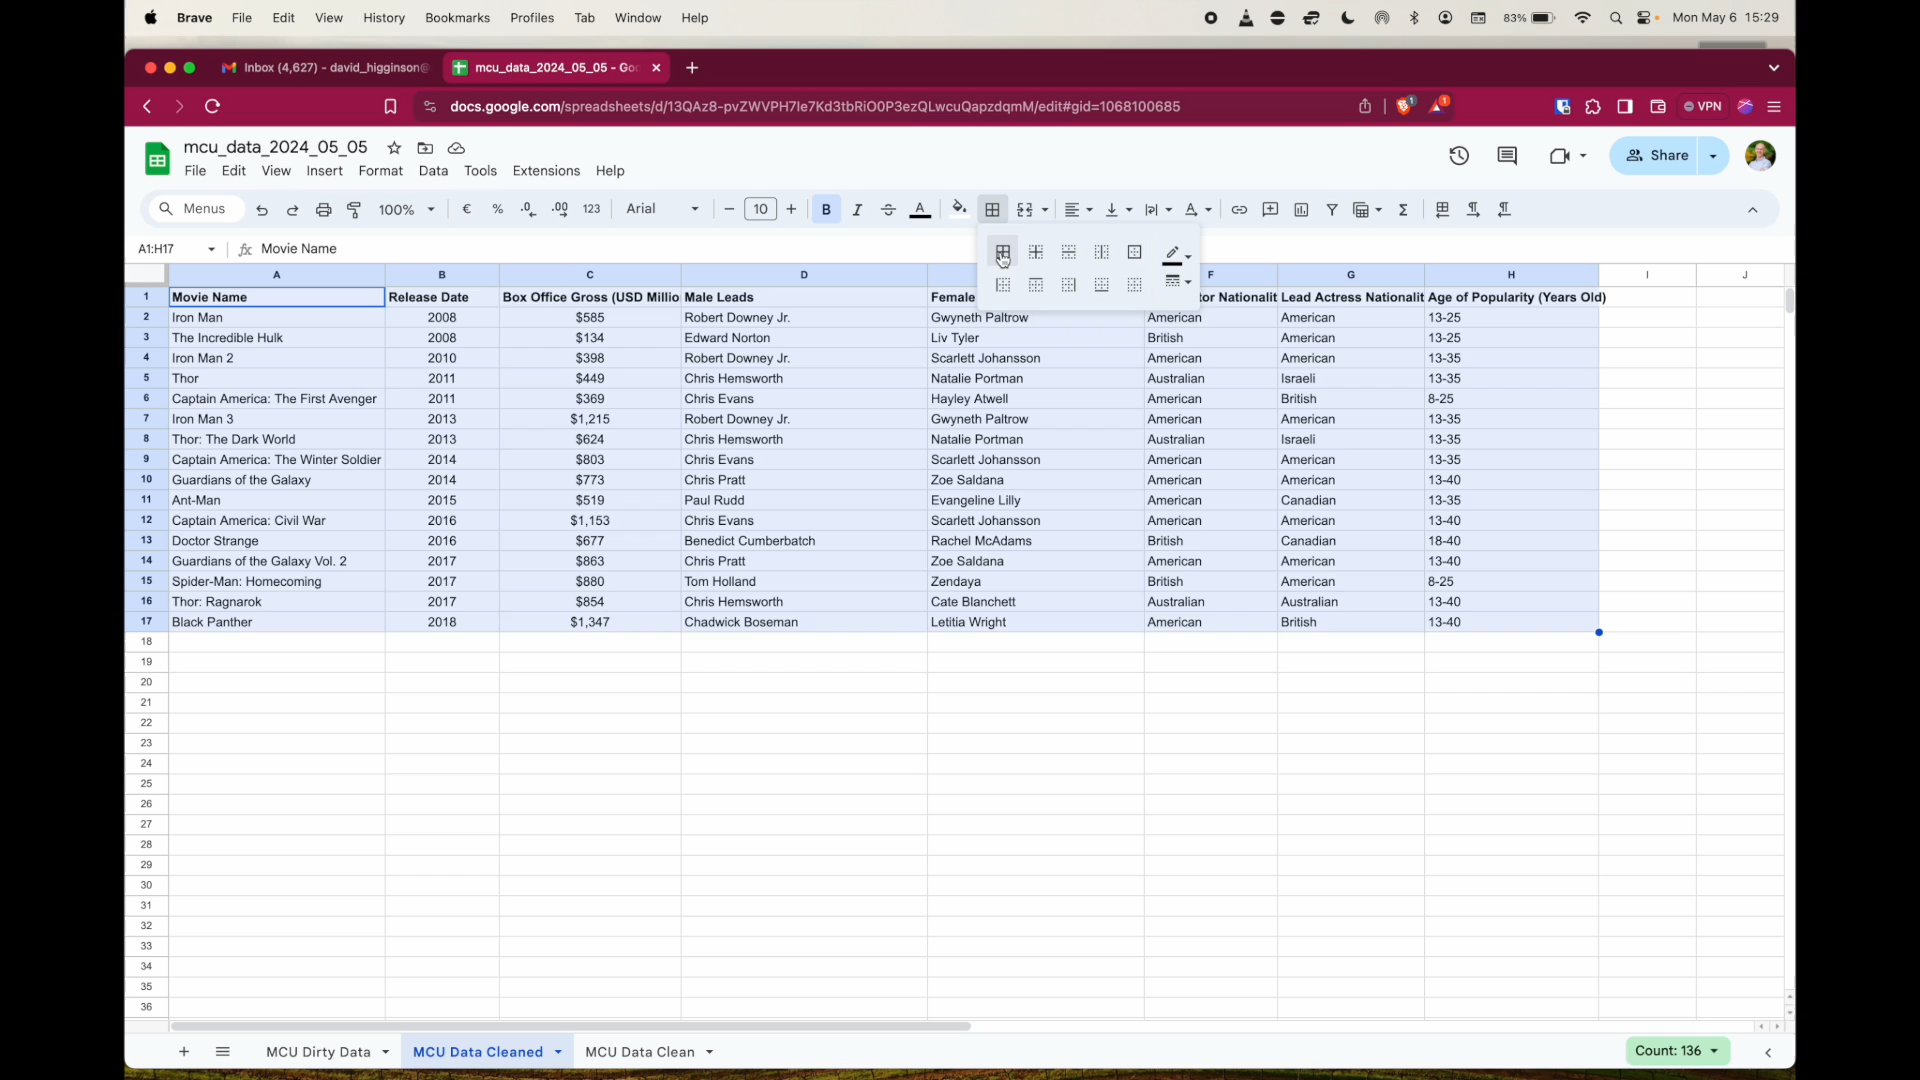 Brave File Edit View History Bookmarks Profiles Tab Window Help 83% Mon May 6 15:29
Inbox (4,627) - david_higginson@ mcu_data_2024_05_05 - Goo
docs.google.com/spreadsheets/d/13QAz8-pvZWVPH7Ie7Kd3tbRiO0P3ezQLwcuQapzdqmM/edit#gid=1068100685 1 1 VPN
mcu_data_2024_05_05
File Edit View Insert Format Data Tools Extensions Help Share
Menus 100% € % .0 .00 123 Arial 10 B I S A
A1:H17 fx Movie Name
A B C D F G H I J
1 Movie Name Release Date Box Office Gross (USD Millio Male Leads Female tor Nationalit Lead Actress Nationalit Age of Popularity (Years Old)
2 Iron Man 2008 $585 Robert Downey Jr. Gwyneth Paltrow American American 13-25
3 The Incredible Hulk 2008 $134 Edward Norton Liv Tyler British American 13-25
4 Iron Man 2 2010 $398 Robert Downey Jr. Scarlett Johansson American American 13-35
5 Thor 2011 $449 Chris Hemsworth Natalie Portman Australian Israeli 13-35
6 Captain America: The First Avenger 2011 $369 Chris Evans Hayley Atwell American British 8-25
7 Iron Man 3 2013 $1,215 Robert Downey Jr. Gwyneth Paltrow American American 13-35
8 Thor: The Dark World 2013 $624 Chris Hemsworth Natalie Portman Australian Israeli 13-35
9 Captain America: The Winter Soldier 2014 $803 Chris Evans Scarlett Johansson American American 13-35
10 Guardians of the Galaxy 2014 $773 Chris Pratt Zoe Saldana American American 13-40
11 Ant-Man 2015 $519 Paul Rudd Evangeline Lilly American Canadian 13-35
12 Captain America: Civil War 2016 $1,153 Chris Evans Scarlett Johansson American American 13-40
13 Doctor Strange 2016 $677 Benedict Cumberbatch Rachel McAdams British Canadian 18-40
14 Guardians of the Galaxy Vol. 2 2017 $863 Chris Pratt Zoe Saldana American American 13-40
15 Spider-Man: Homecoming 2017 $880 Tom Holland Zendaya British American 8-25
16 Thor: Ragnarok 2017 $854 Chris Hemsworth Cate Blanchett Australian Australian 13-40
17 Black Panther 2018 $1,347 Chadwick Boseman Letitia Wright American British 13-40
18
19
20
21
22
23
24
25
26
27
28
29
30
31
32
33
34
35
36
MCU Dirty Data MCU Data Cleaned MCU Data Clean Count: 136